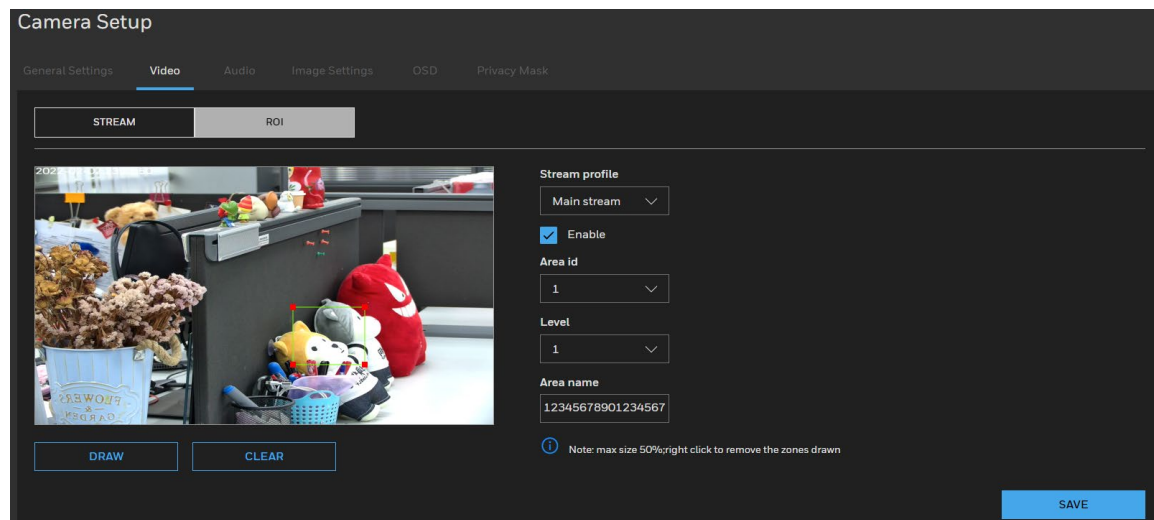 Camera Setup
General Settings Video Audio Image Settings OSD Privacy Mask
STREAM ROI
2022
Stream profile
Main stream
Enable
Area id
1
Level
1
Area name
12345678901234567
Note: max size 50%;right click to remove the zones drawn
DRAW CLEAR
SAVE